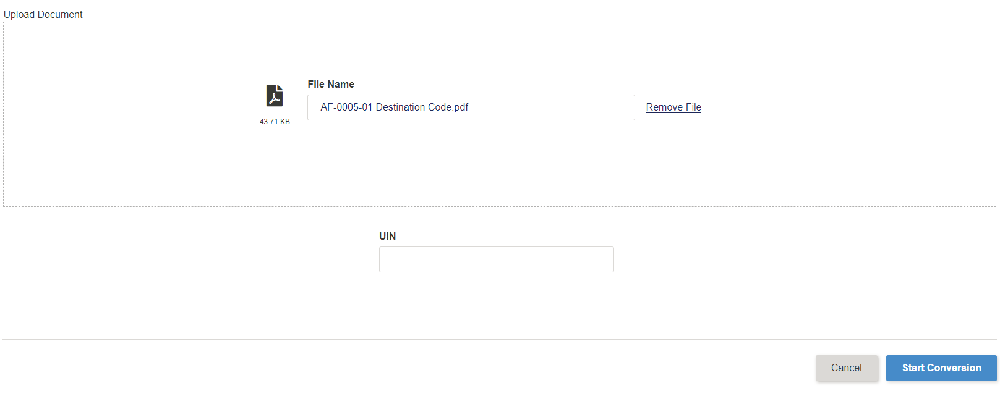 Upload Document
File Name
AF-0005-01 Destination Code.pdf
Remove File
43.71 KB
UIN
Cancel
Start Conversion